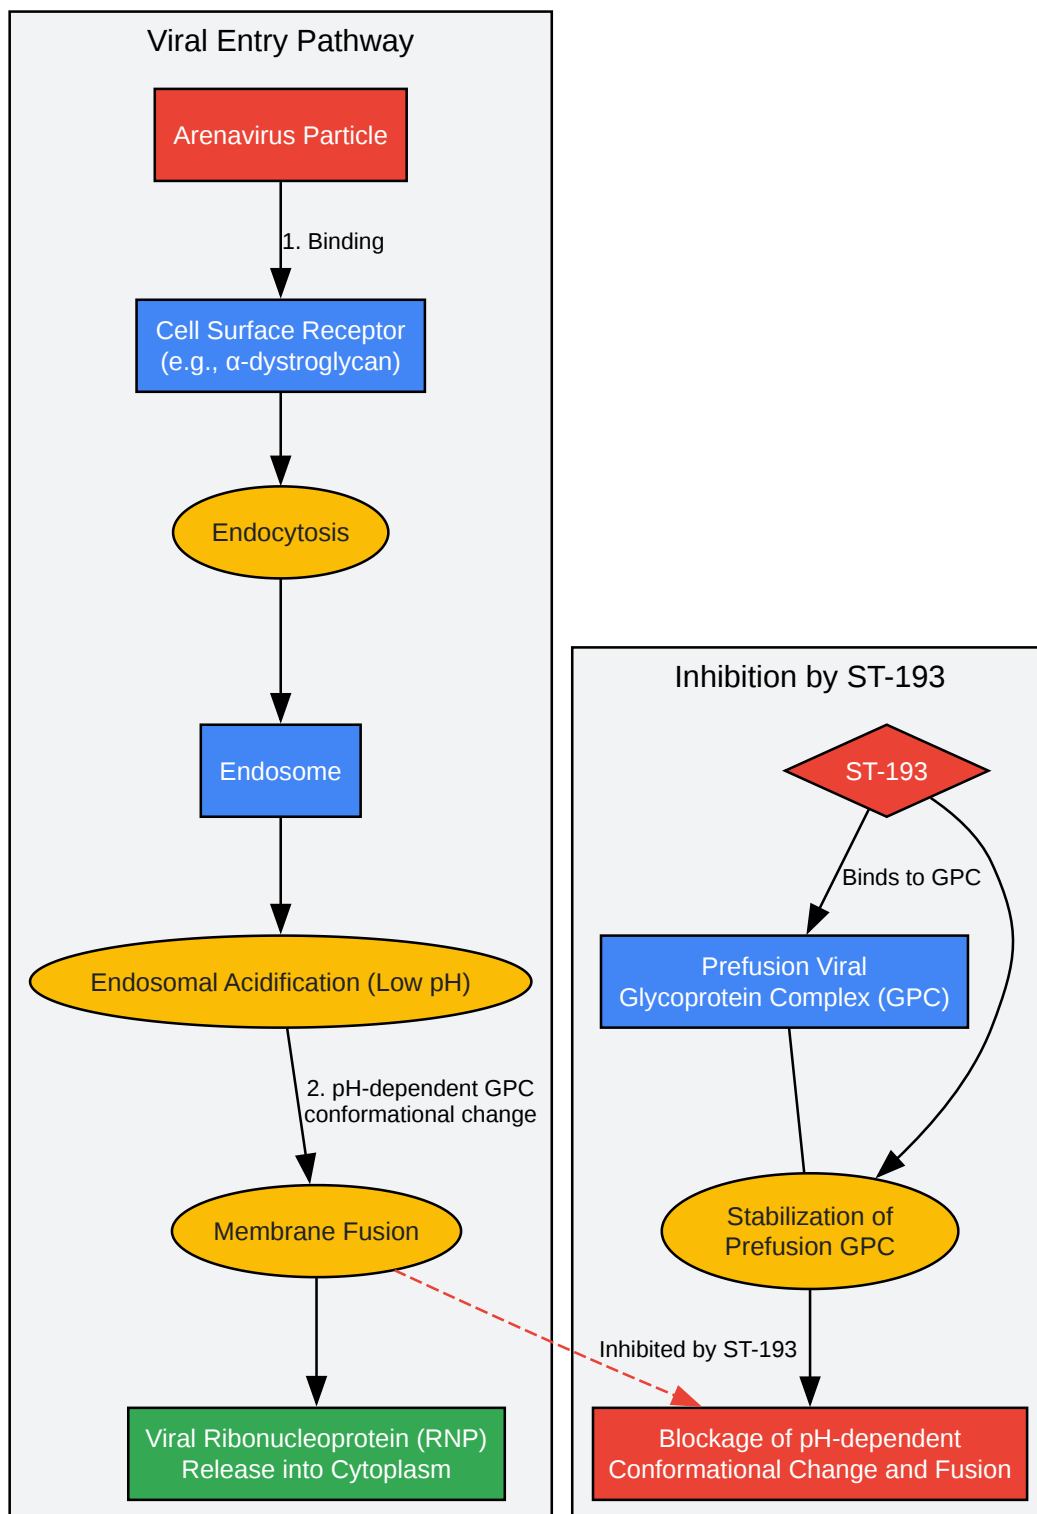 Viral Entry Pathway
Arenavirus Particle
1. Binding
Cell Surface Receptor
(e.g., α-dystroglycan)
Endocytosis
Endosome
Endosomal Acidification (Low pH)
2. pH-dependent GPC
conformational change
Membrane Fusion
Viral Ribonucleoprotein (RNP)
Release into Cytoplasm
Inhibition by ST-193
ST-193
Binds to GPC
Prefusion Viral
Glycoprotein Complex (GPC)
Stabilization of
Prefusion GPC
Inhibited by ST-193
Blockage of pH-dependent
Conformational Change and Fusion